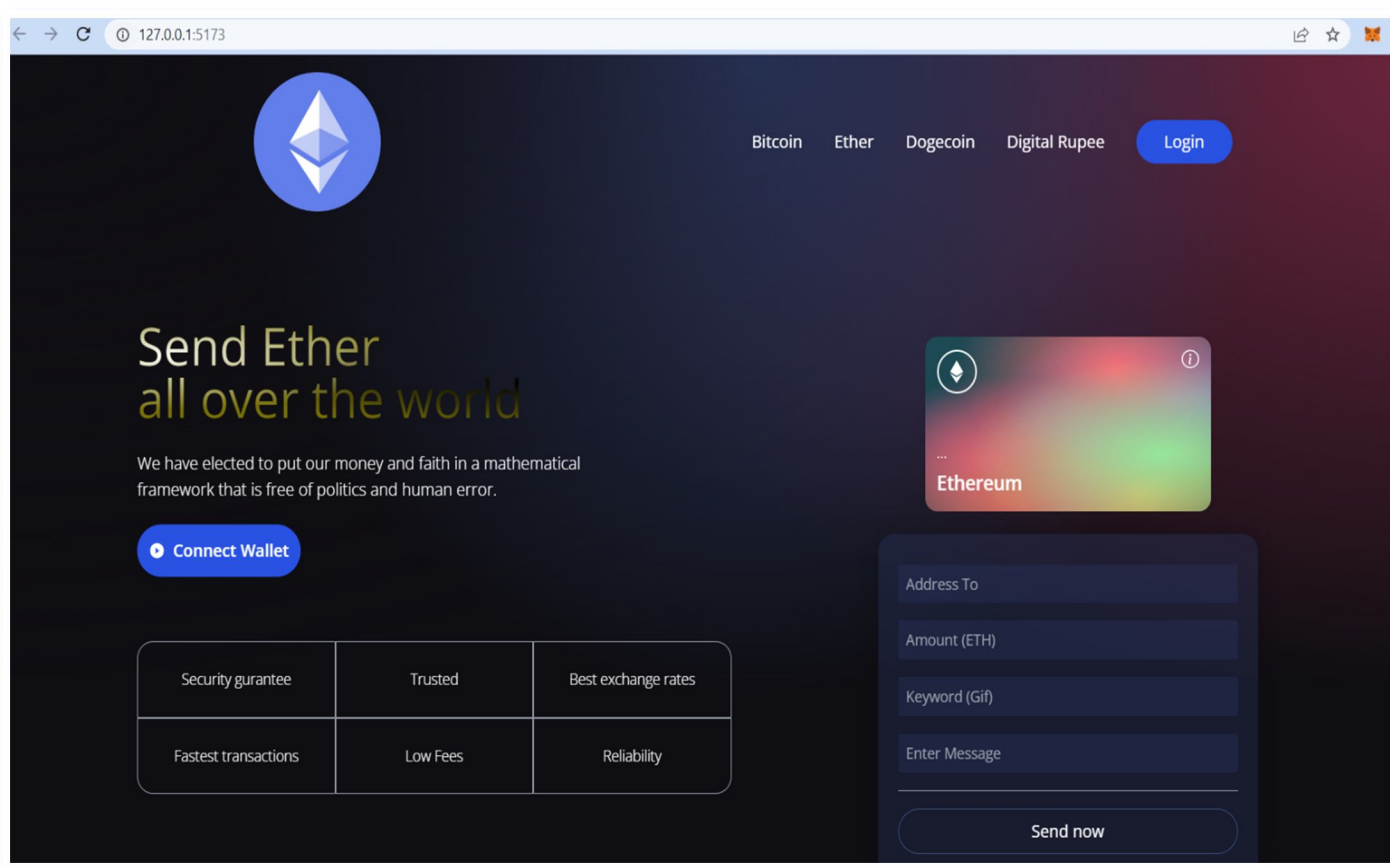 127.0.0.1:5173
Bitcoin Ether Dogecoin Digital Rupee Login
Send Ether
all over the world
We have elected to put our money and faith in a mathematical
framework that is free of politics and human error.
Connect Wallet
Security gurantee Trusted Best exchange rates
Fastest transactions Low Fees Reliability
...
Ethereum
Address To
Amount (ETH)
Keyword (Gif)
Enter Message
Send now